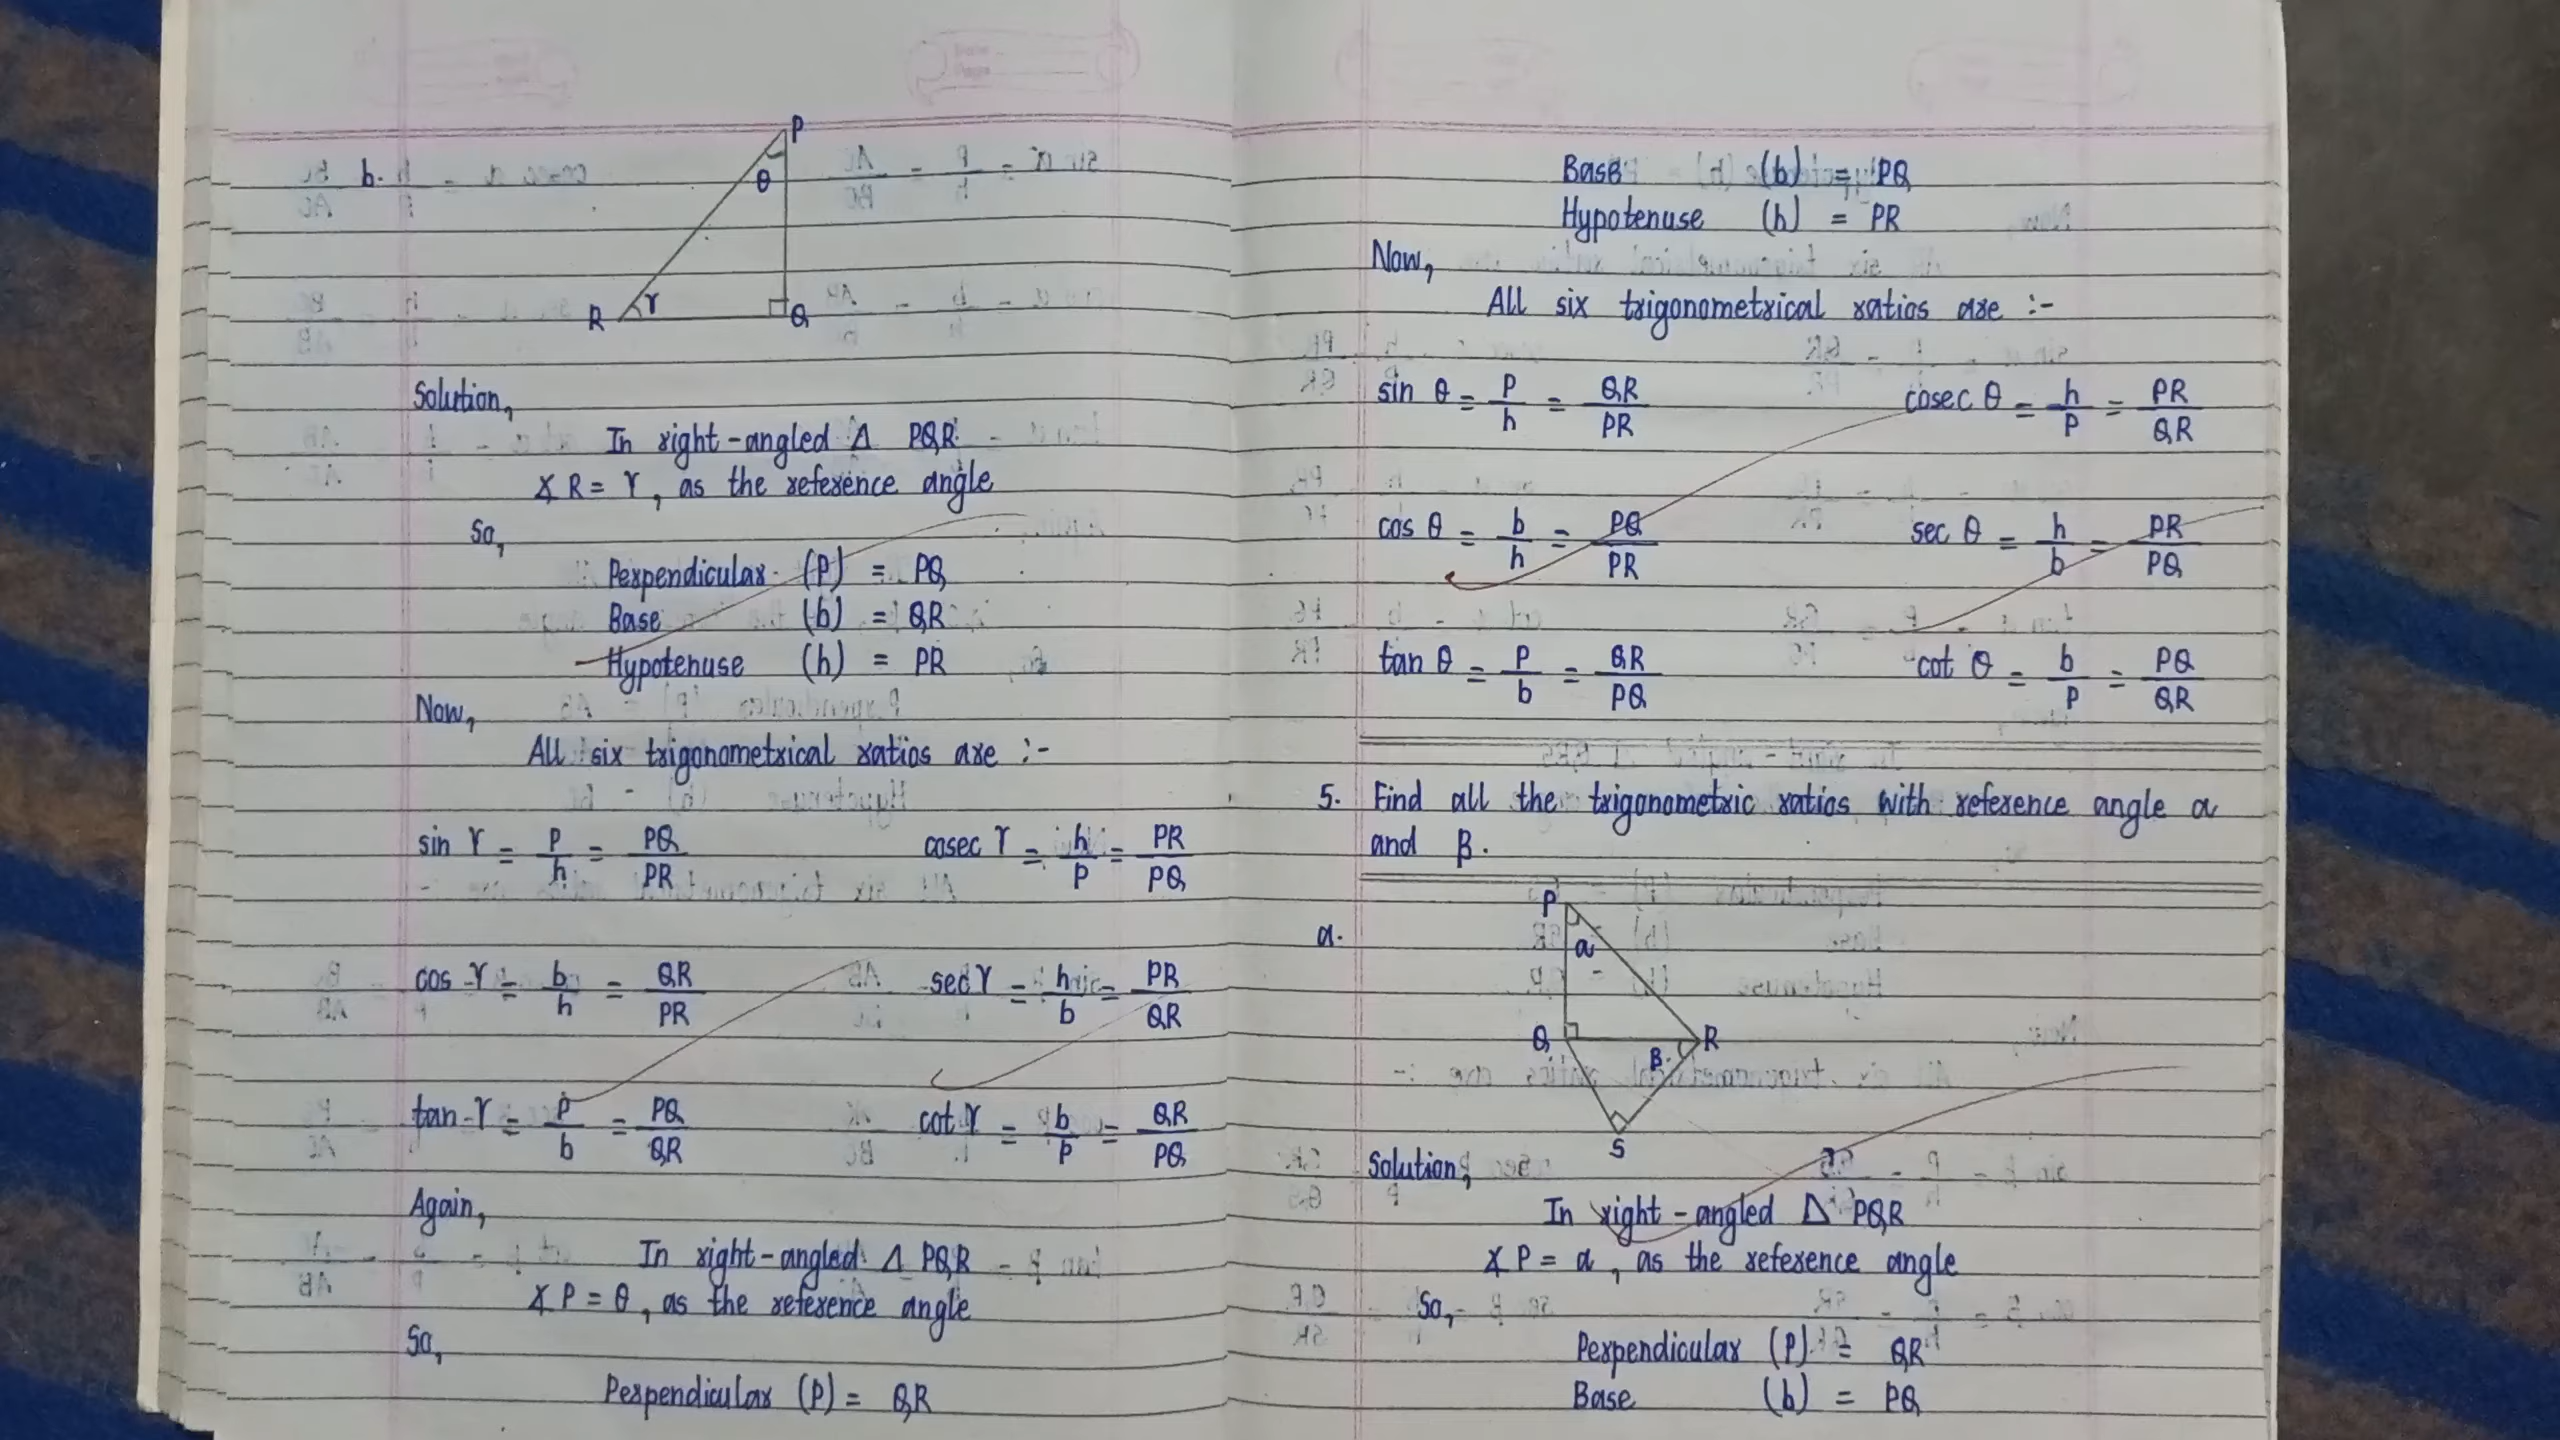 b.
P
θ
R γ Q
Solution,
In right-angled Δ PQR
∡R = γ, as the reference angle
So,
Perpendicular (P) = PQ
Base (b) = QR
Hypotenuse (h) = PR
Now,
All six trigonometrical ratios are :-
sin γ = p/h = PQ/PR cosec γ = h/p = PR/PQ
cos γ = b/h = QR/PR sec γ = h/b = PR/QR
tan γ = p/b = PQ/QR cot γ = b/p = QR/PQ
Again,
In right-angled Δ PQR
∡P = θ, as the reference angle
So,
Perpendicular (P) = QR
Base (b) = PQ
Hypotenuse (h) = PR
Now,
All six trigonometrical ratios are :-
sin θ = p/h = QR/PR cosec θ = h/p = PR/QR
cos θ = b/h = PQ/PR sec θ = h/b = PR/PQ
tan θ = p/b = QR/PQ cot θ = b/p = PQ/QR
5. Find all the trigonometric ratios with reference angle α
and β.
a.
P
α
Q R
β
S
Solution,
In right-angled Δ PQR
∡P = α, as the reference angle
So,
Perpendicular (P) = QR
Base (b) = PQ